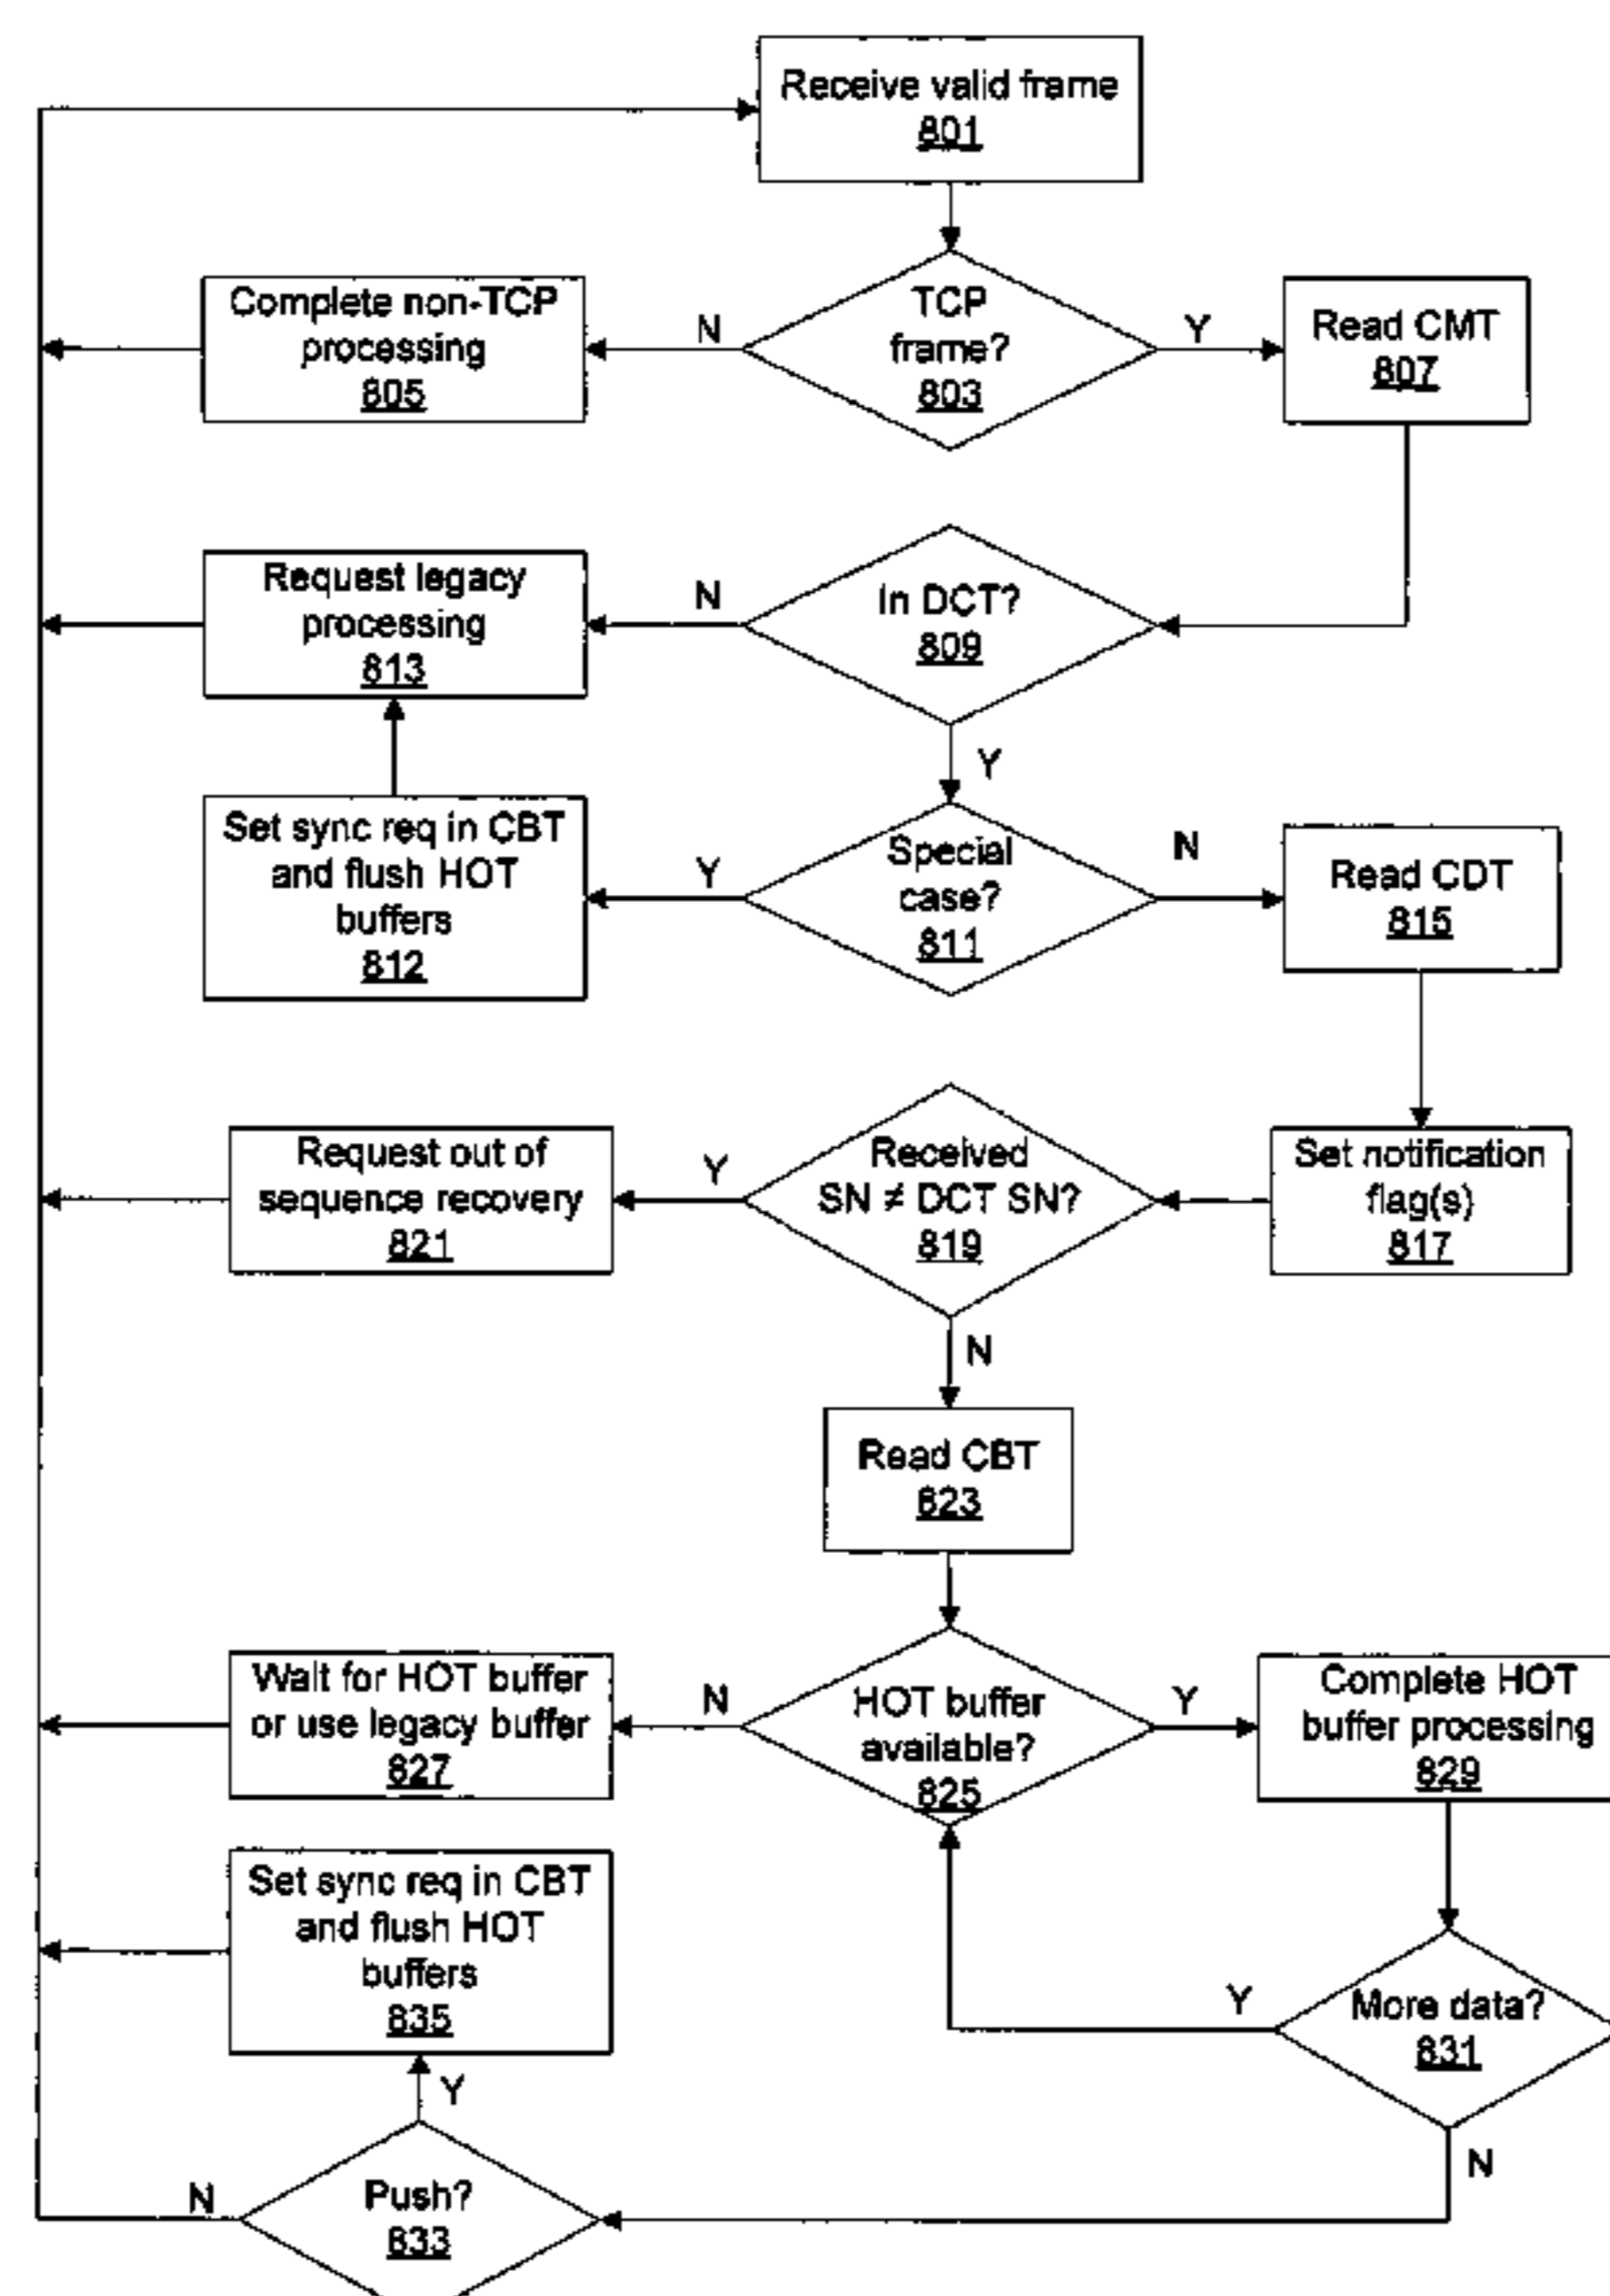 Receive valid frame
801
Complete non-TCP
processing
805
N
TCP
frame?
803
Y
Read CMT
807
Request legacy
processing
813
N
In DCT?
809
Y
Set sync req in CBT
and flush HOT
buffers
812
Y
Special
case?
811
N
Read CDT
815
Request out of
sequence recovery
821
Y
Received
SN ≠ DCT SN?
819
Set notification
flag(s)
817
N
Read CBT
823
Wait for HOT buffer
or use legacy buffer
827
N
HOT buffer
available?
825
Y
Complete HOT
buffer processing
829
Set sync req in CBT
and flush HOT
buffers
835
Y
More data?
831
Y
N
N
Push?
833